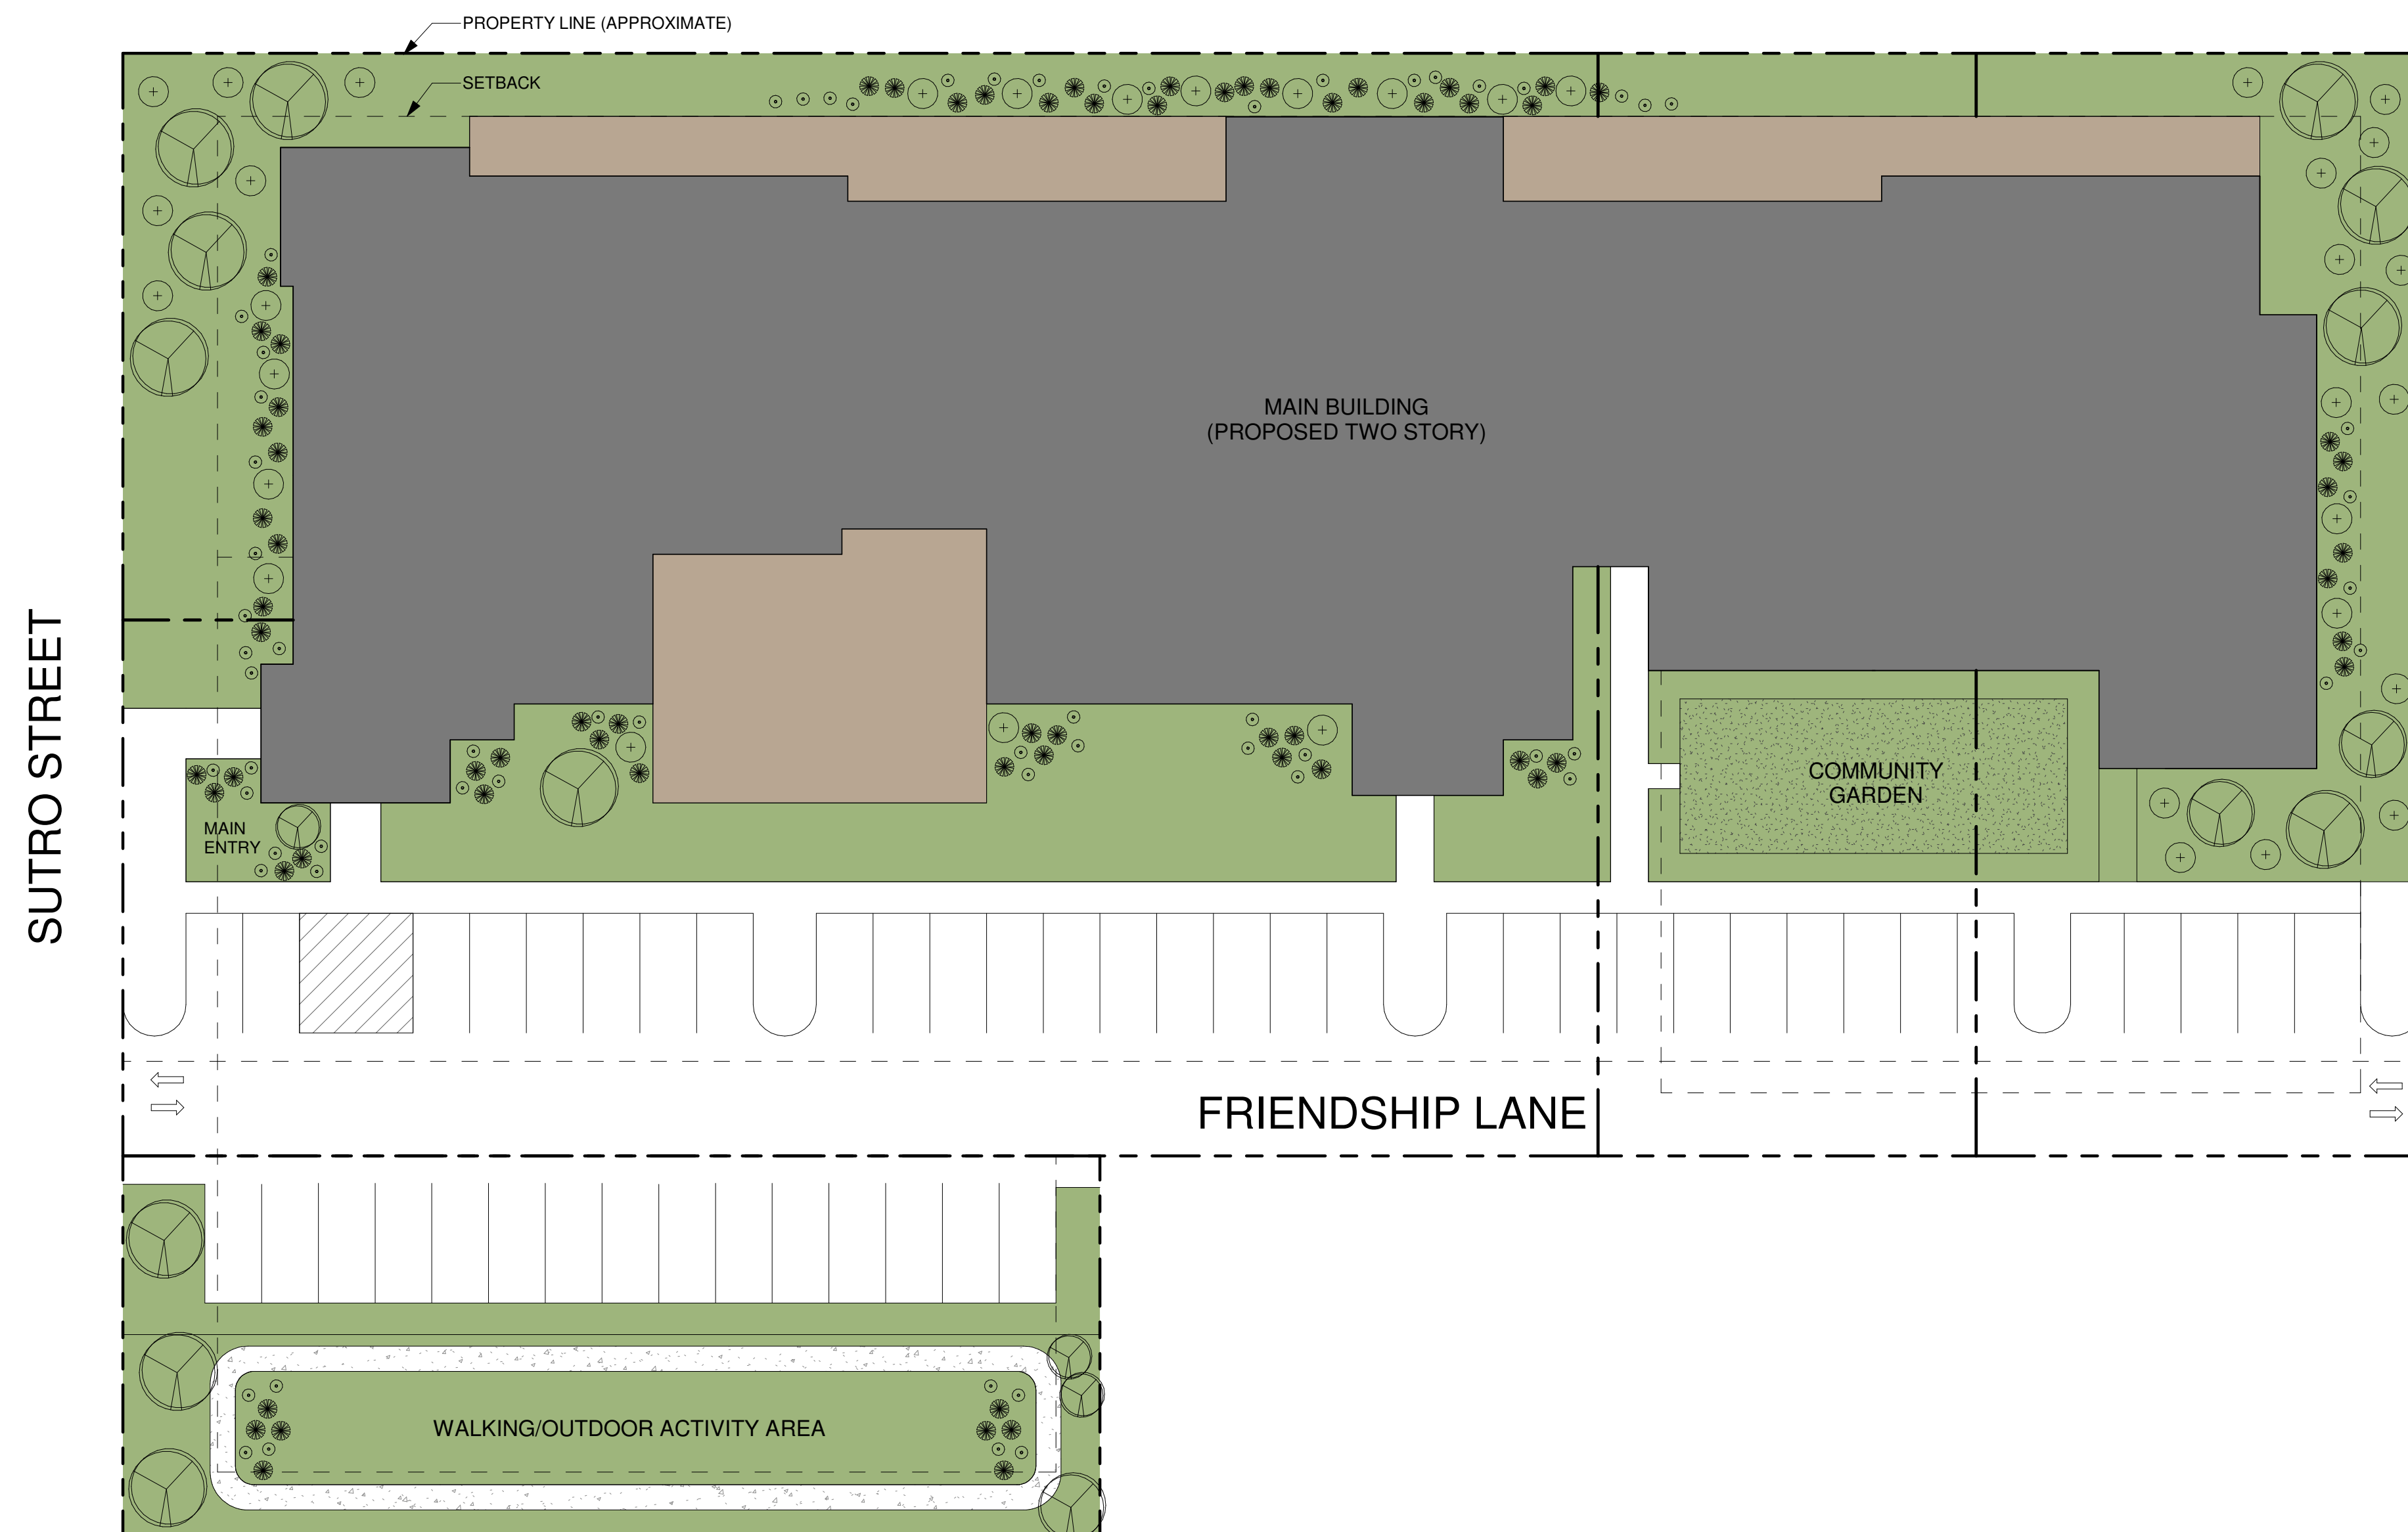 PROPERTY LINE (APPROXIMATE)
SETBACK
MAIN BUILDING
(PROPOSED TWO STORY)
SUTRO STREET
COMMUNITY
GARDEN
MAIN
ENTRY
FRIENDSHIP LANE
WALKING/OUTDOOR ACTIVITY AREA